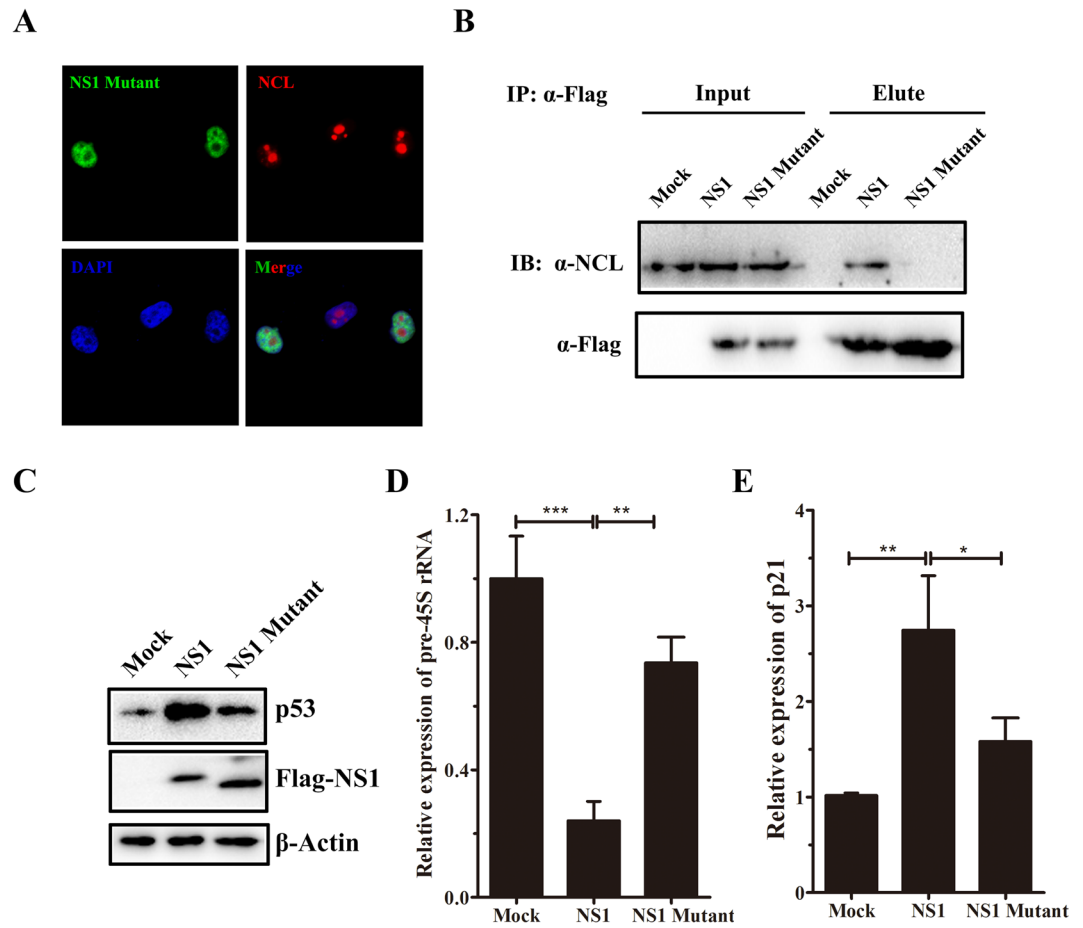 A
NS1 Mutant
NCL
DAPI
Merge
B
IP: α-Flag
Input
Elute
Mock
NS1
NS1 Mutant
Mock
NS1
NS1 Mutant
IB: α-NCL
α-Flag
C
Mock
NS1
NS1 Mutant
p53
Flag-NS1
β-Actin
D
Relative expression of pre-45S rRNA
1.2
0.8
0.4
0.0
***
**
Mock
NS1
NS1 Mutant
E
Relative expression of p21
4
3
2
1
0
**
*
Mock
NS1
NS1 Mutant